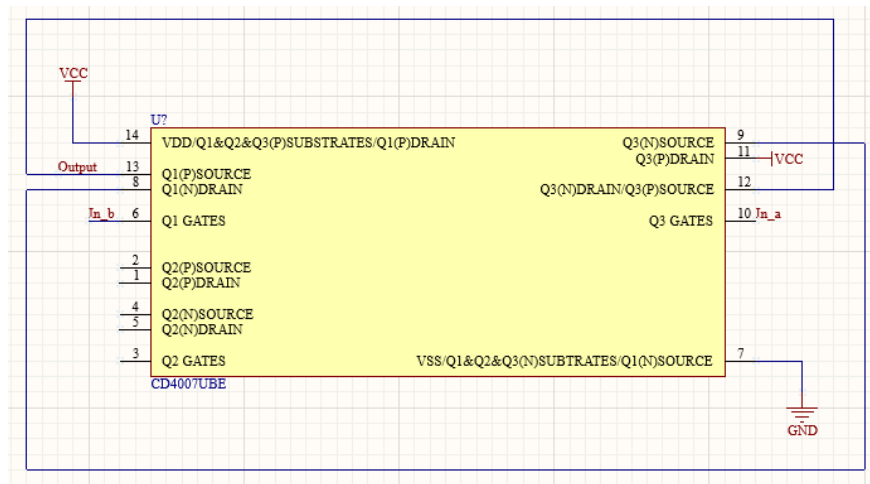 VCC
U?
14 VDD/Q1&Q2&Q3(P)SUBSTRATES/Q1(P)DRAIN
Q3(N)SOURCE 9
Q3(P)DRAIN 11 VCC
Output 13 Q1(P)SOURCE
8 Q1(N)DRAIN
Q3(N)DRAIN/Q3(P)SOURCE 12
In_b 6 Q1 GATES
Q3 GATES 10 In_a
2 Q2(P)SOURCE
1 Q2(P)DRAIN
4 Q2(N)SOURCE
5 Q2(N)DRAIN
3 Q2 GATES
VSS/Q1&Q2&Q3(N)SUBTRATES/Q1(N)SOURCE 7
CD4007UBE
GND